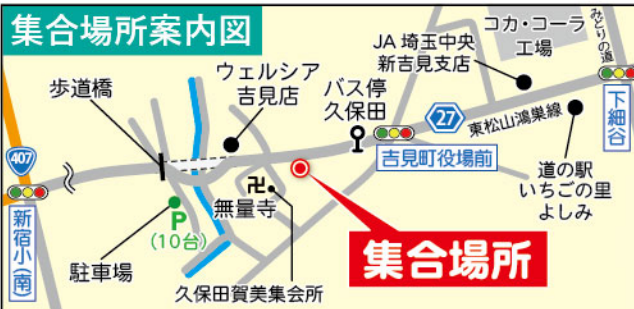 集合場所案内図
コカ・コーラ
工場
みどりの道
JA 埼玉中央
新吉見支店
ウェルシア
吉見店
バス停
久保田
歩道橋
27
東松山鴻巣線
下細谷
吉見町役場前
407
道の駅
いちごの里
よしみ
卍
無量寺
P
(10台)
新宿小(南)
集合場所
駐車場
久保田賀美集会所